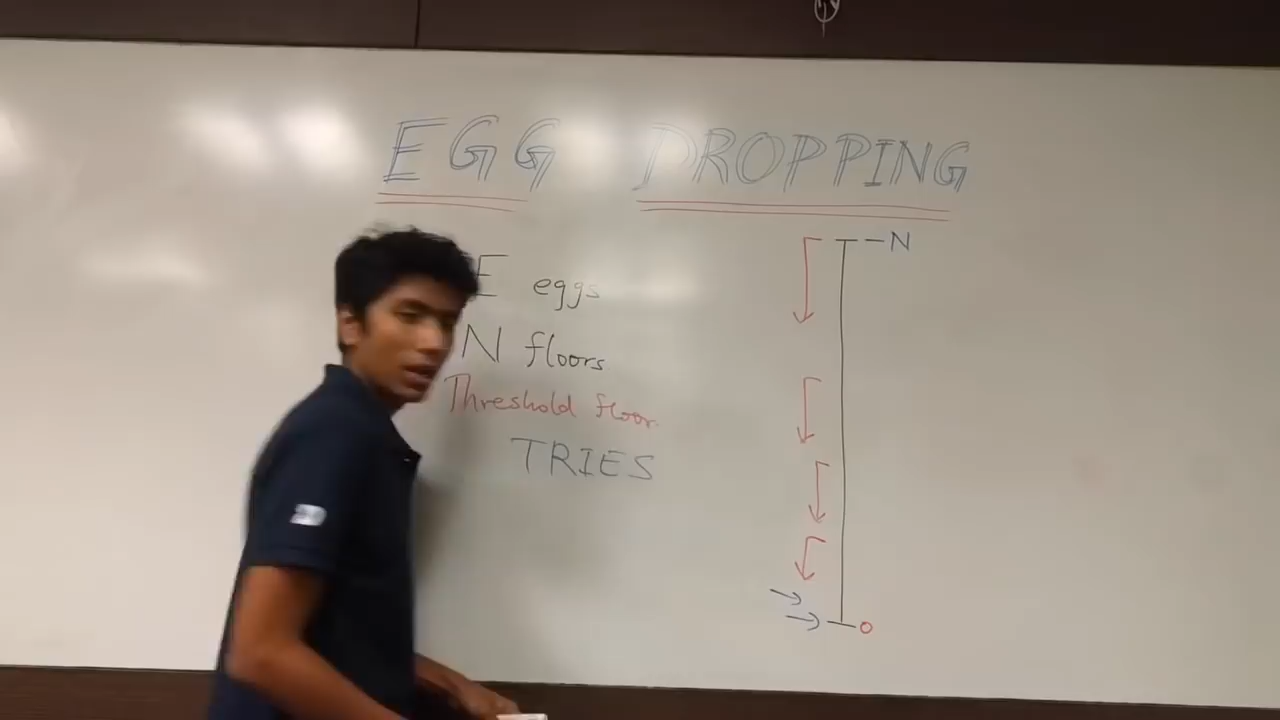 EGG DROPPING
E eggs
N floors
Threshold floor.
TRIES
N
0